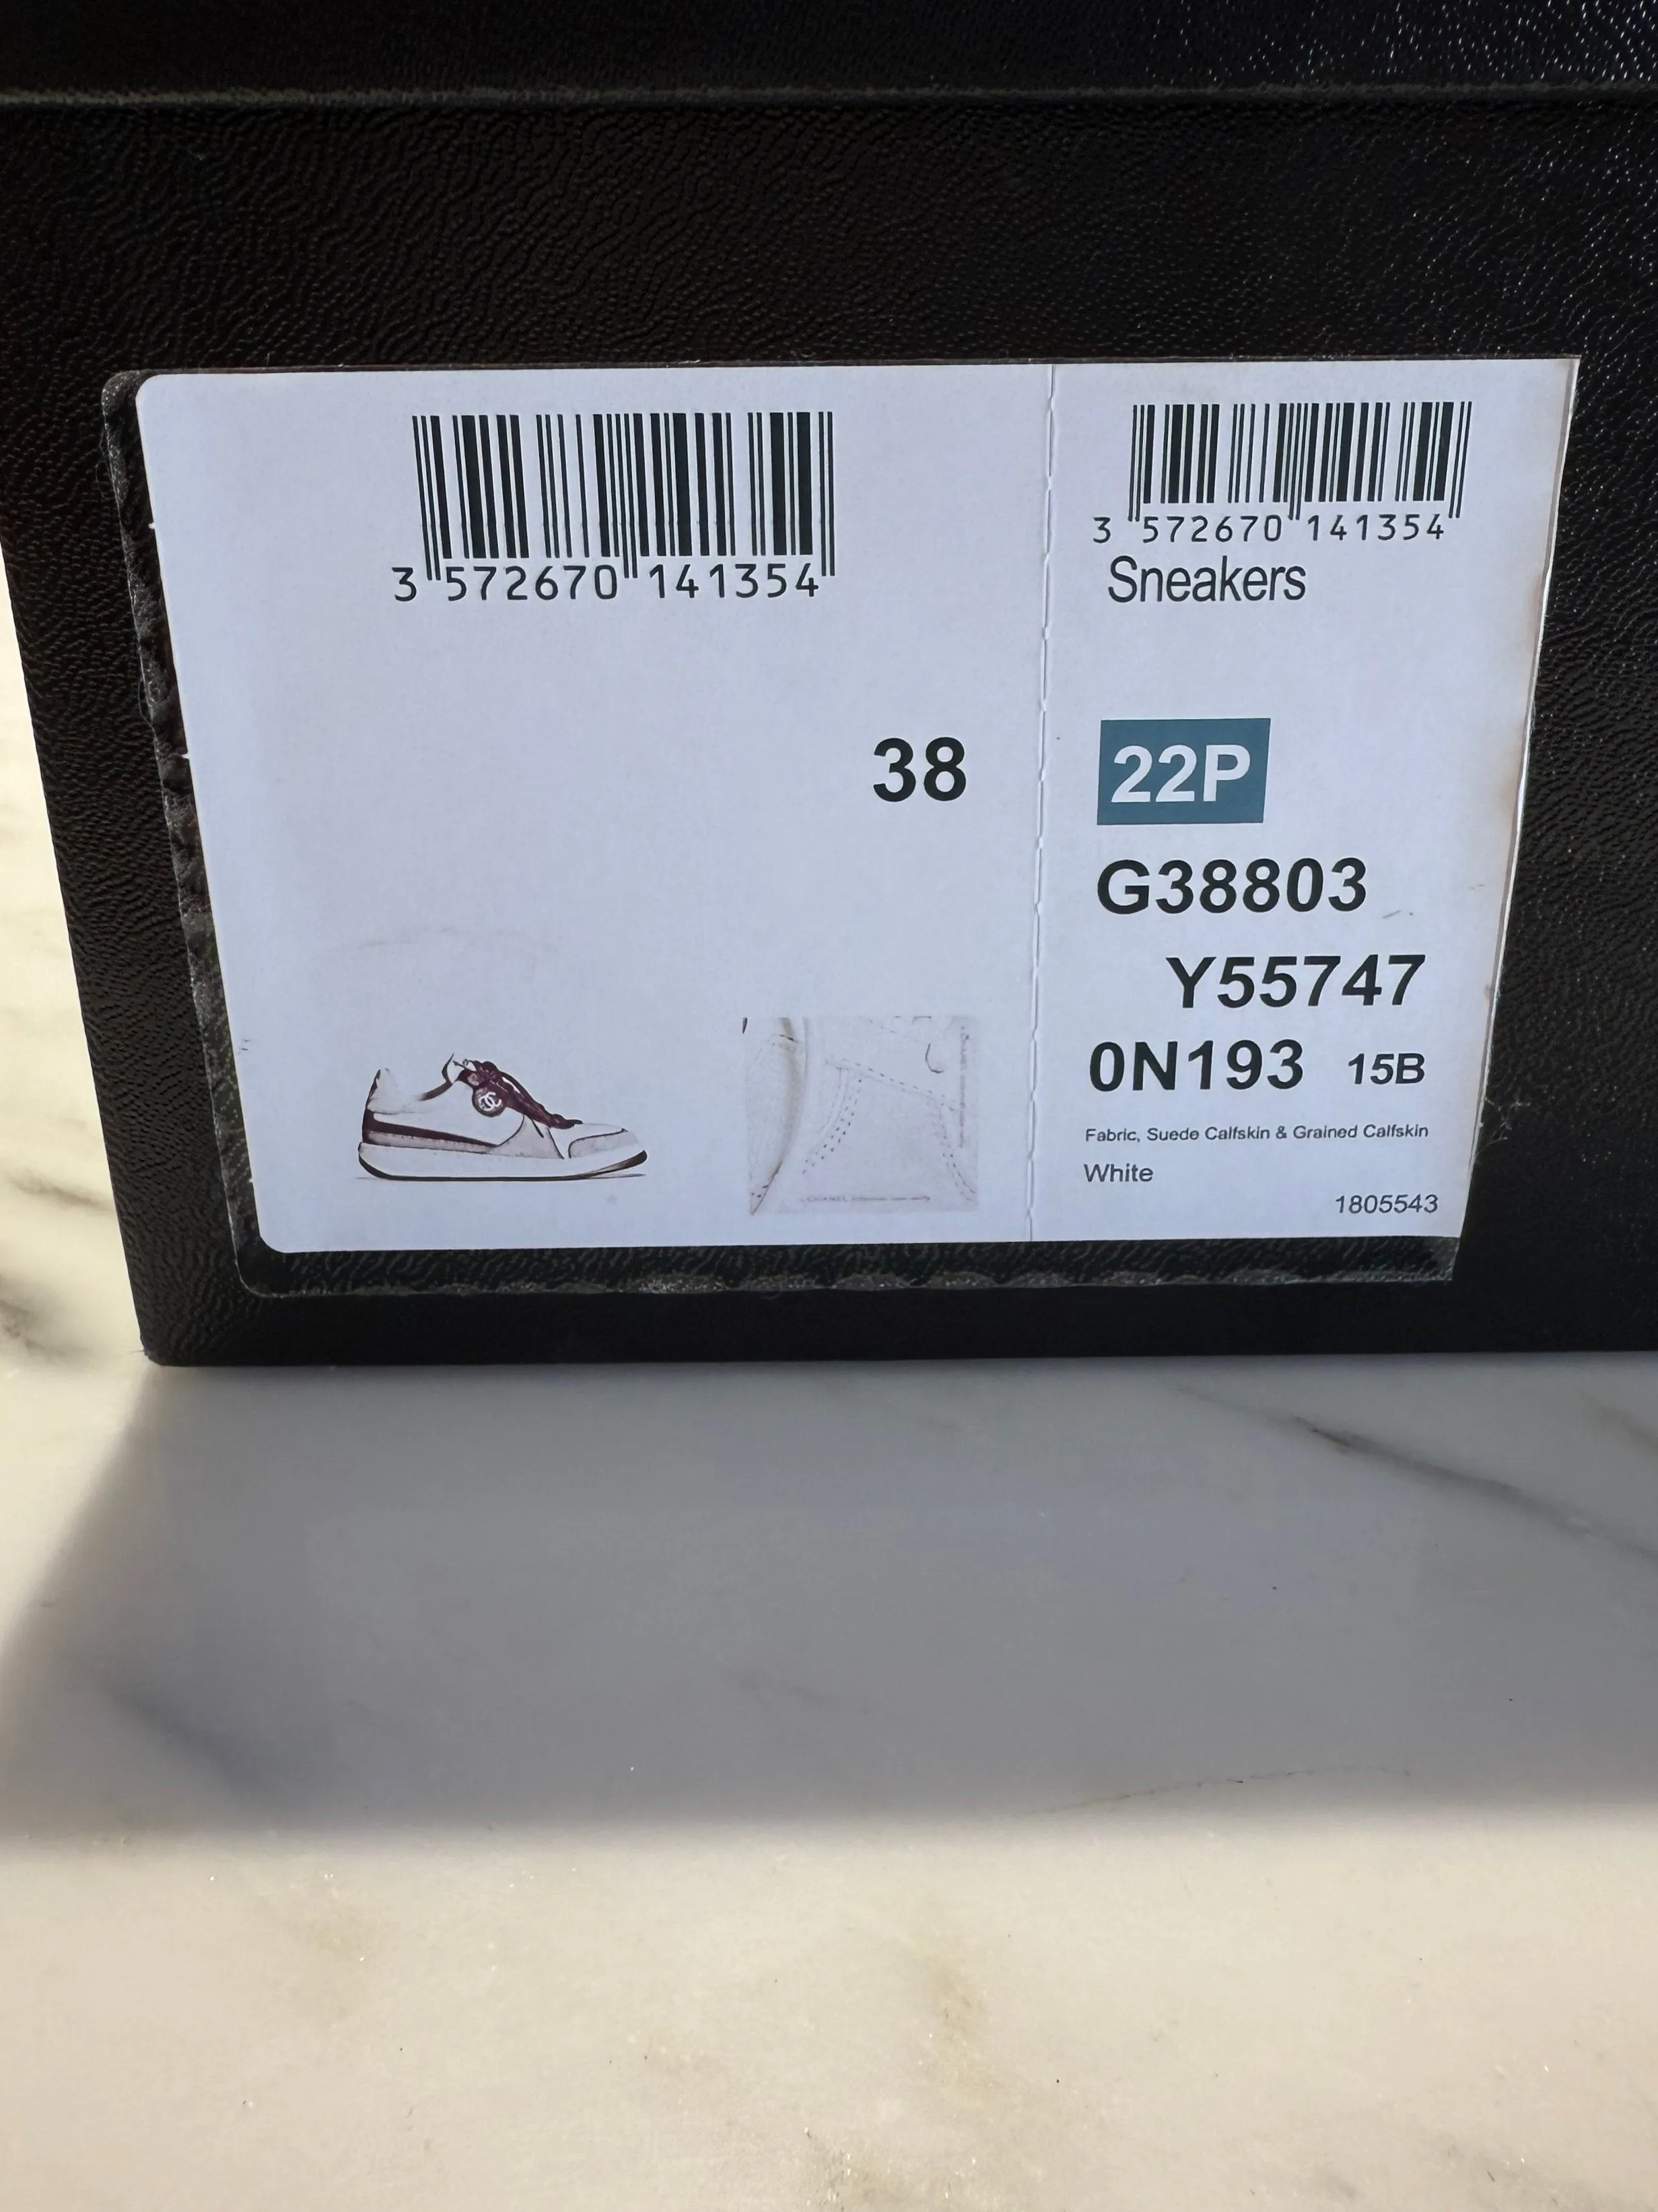 3 572670 141354
38
3 572670 141354
Sneakers
22P
G38803
Y55747
0N193 15B
Fabric, Suede Calfskin & Grained Calfskin
White
1805543